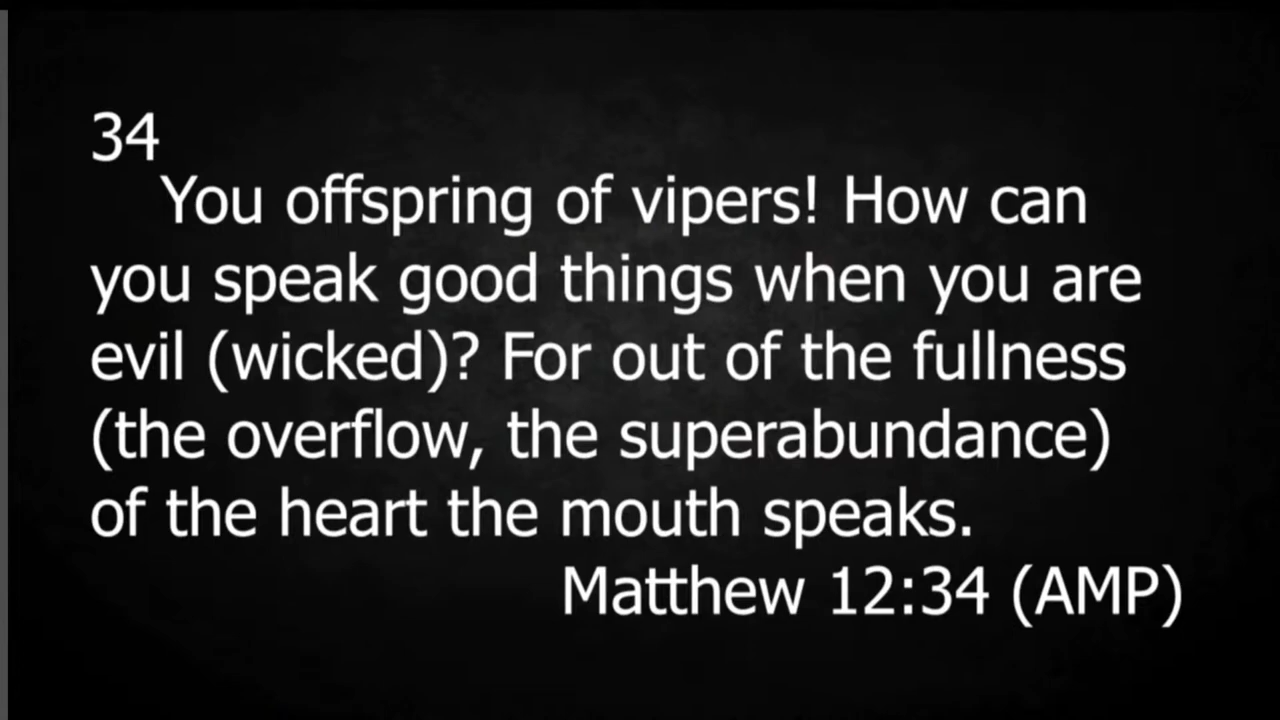 34
You offspring of vipers! How can
you speak good things when you are
evil (wicked)? For out of the fullness
(the overflow, the superabundance)
of the heart the mouth speaks.
Matthew 12:34 (AMP)